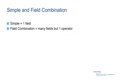 Simple and Field Combination
Simple = 1 field
Field Combination = many fields but 1 operator